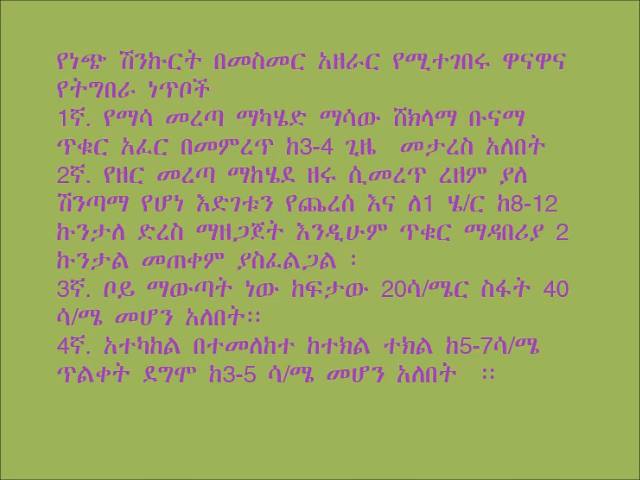 የነጭ ሽንኩርት በመስመር አዘራር የሚተገበሩ ዋናዋና
የትግበራ ነጥቦች
1ኛ. የማሳ መረጣ ማካሄድ ማሳው ሸክላማ ቡናማ
ጥቁር አፈር በመምረጥ ከ3-4 ጊዜ መታረስ አለበት
2ኛ. የዘር መረጣ ማከሄደ ዘሩ ሲመረጥ ረዘም ያለ
ሽንጣማ የሆነ እድገቱን የጨረሰ እና ለ1 ሄ/ር ከ8-12
ኩንታለ ድረስ ማዘጋጀት እንዲሁም ጥቁር ማዳበሪያ 2
ኩንታል መጠቀም ያስፈልጋል ፡
3ኛ. ቦይ ማውጣት ነው ከፍታው 20ሳ/ሜር ስፋት 40
ሳ/ሜ መሆን አለበት፡፡
4ኛ. አተካከል በተመለከተ ከተክል ተክል ከ5-7ሳ/ሜ
ጥልቀት ደግሞ ከ3-5 ሳ/ሜ መሆን አለበት ፡፡